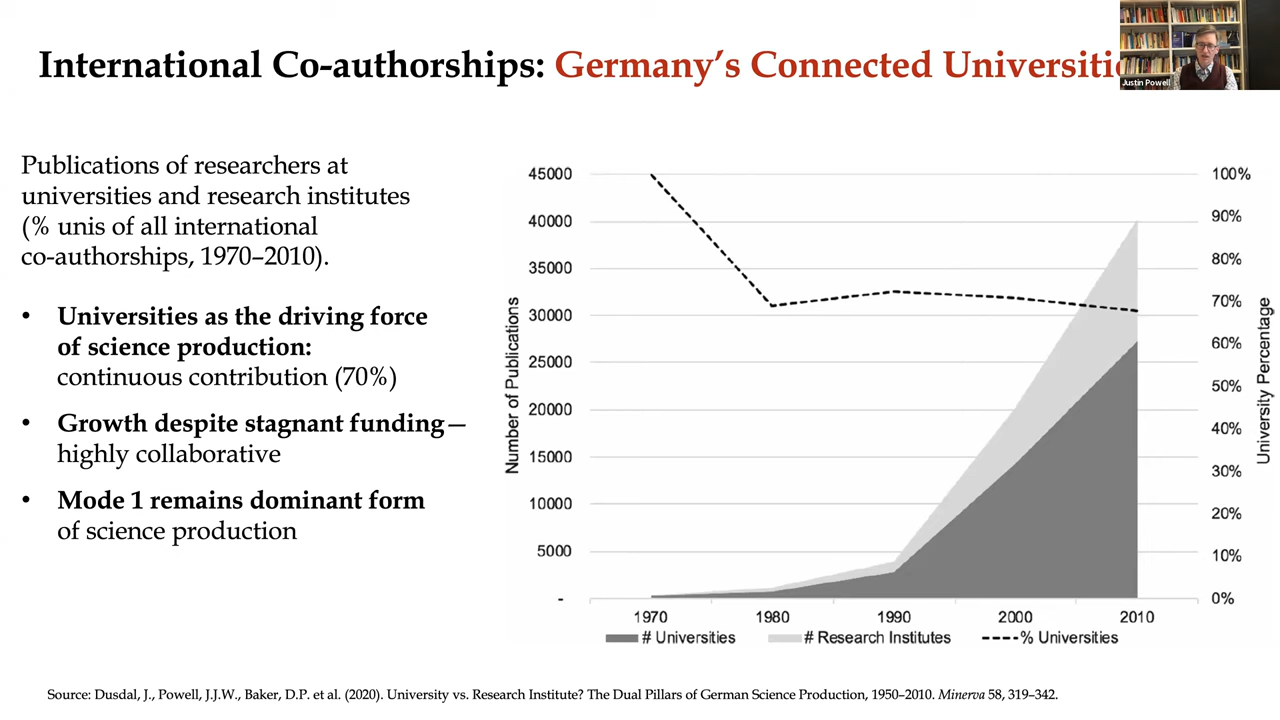 International Co-authorships: Germany's Connected
Justin Powell
Publications of researchers at
universities and research institutes
(% unis of all international
co-authorships, 1970–2010).
• Universities as the driving force
of science production:
continuous contribution (70%)
• Growth despite stagnant funding—
highly collaborative
• Mode 1 remains dominant form
of science production
Number of Publications
45000
40000
35000
30000
25000
20000
15000
10000
5000
-
100%
90%
80%
70%
60%
50%
40%
30%
20%
10%
0%
University Percentage
1970 1980 1990 2000 2010
# Universities # Research Institutes % Universities
Source: Dusdal, J., Powell, J.J.W., Baker, D.P. et al. (2020). University vs. Research Institute? The Dual Pillars of German Science Production, 1950–2010. Minerva 58, 319–342.